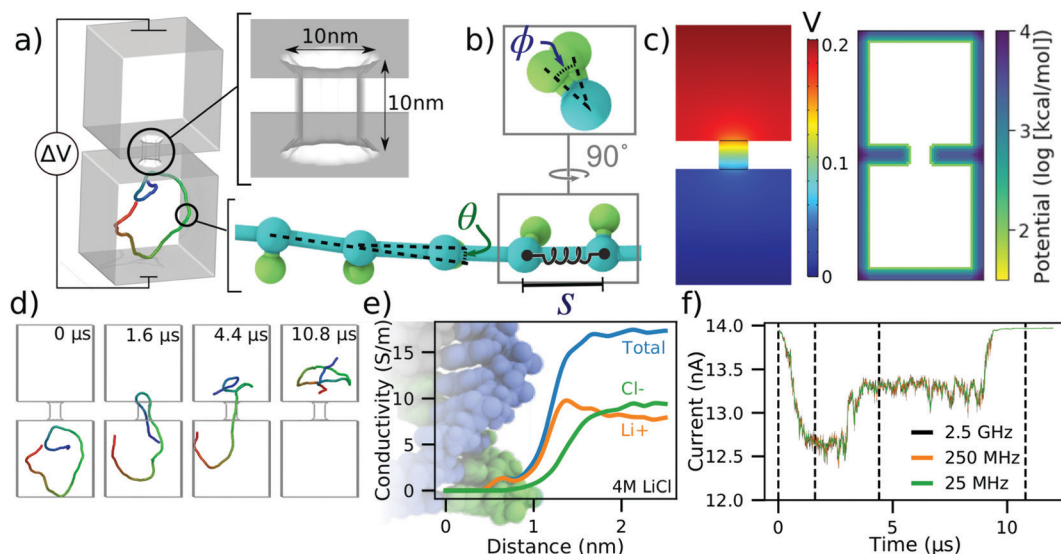 a)
ΔV
10nm
10nm
b)
ϕ
90°
θ
S
c)
V
0.2
0.1
0
4
3
2
Potential (log [kcal/mol])
d)
0 μs
1.6 μs
4.4 μs
10.8 μs
e)
Conductivity (S/m)
15
10
5
0
Total
Cl-
Li+
4M LiCl
0
1
2
Distance (nm)
f)
Current (nA)
14.0
13.5
13.0
12.5
12.0
2.5 GHz
250 MHz
25 MHz
0
5
10
Time (μs)